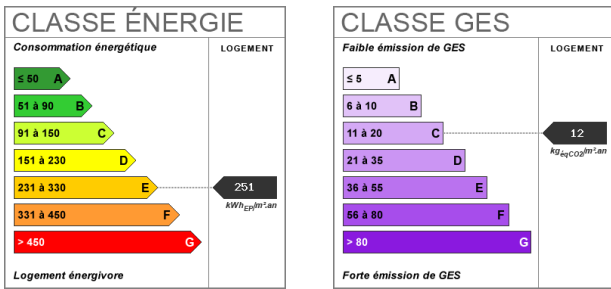 CLASSE ÉNERGIE
Consommation énergétique
LOGEMENT
≤ 50 A
51 à 90 B
91 à 150 C
151 à 230 D
231 à 330 E
251
kWhEP/m².an
331 à 450 F
> 450 G
Logement énergivore
CLASSE GES
Faible émission de GES
LOGEMENT
≤ 5 A
6 à 10 B
11 à 20 C
12
kgéqCO2/m².an
21 à 35 D
36 à 55 E
56 à 80 F
> 80 G
Forte émission de GES